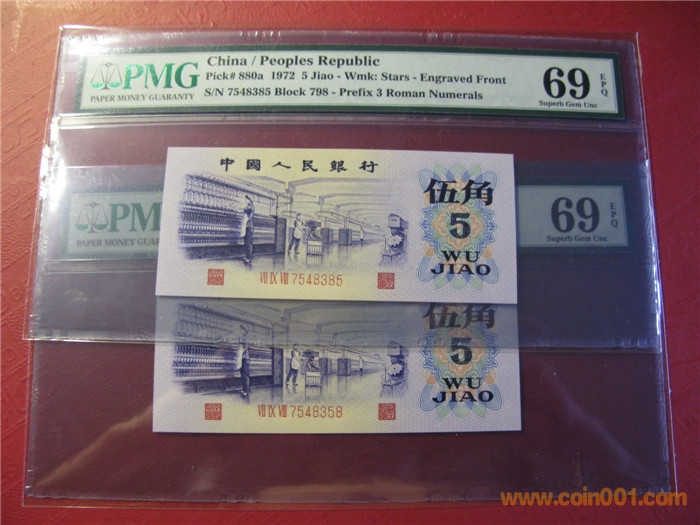 PMG
PAPER MONEY GUARANTY
China / Peoples Republic
Pick# 880a 1972 5 Jiao - Wmk: Stars - Engraved Front
S/N 7548385 Block 798 - Prefix 3 Roman Numerals
69 EPQ
Superb Gem Unc
中國人民銀行
伍角
5
WU
JIAO
VII IX VIII 7548385
PMG
PAPER MONEY GUARANTY
69 EPQ
Superb Gem Unc
伍角
5
WU
JIAO
VII IX VIII 7548358
www.coin001.com